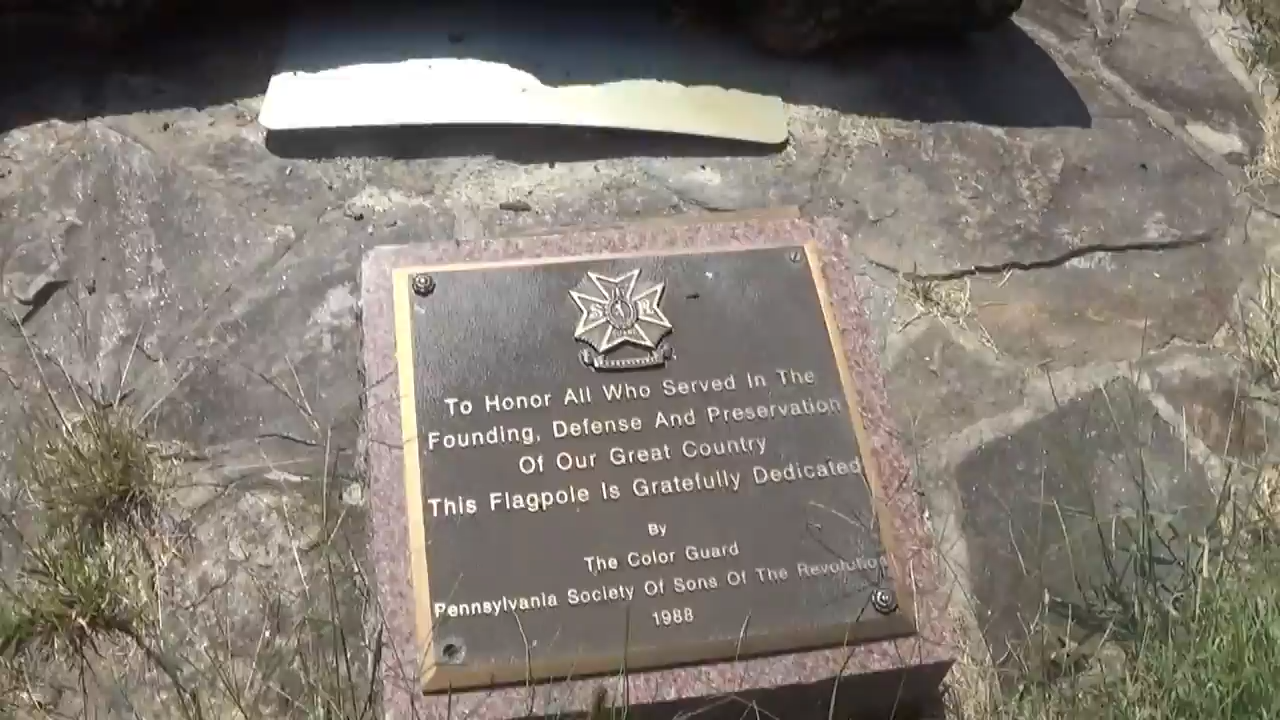 S A R
To Honor All Who Served In The
Founding, Defense And Preservation
Of Our Great Country
This Flagpole Is Gratefully Dedicated
By
The Color Guard
Pennsylvania Society Of Sons Of The Revolution
1988